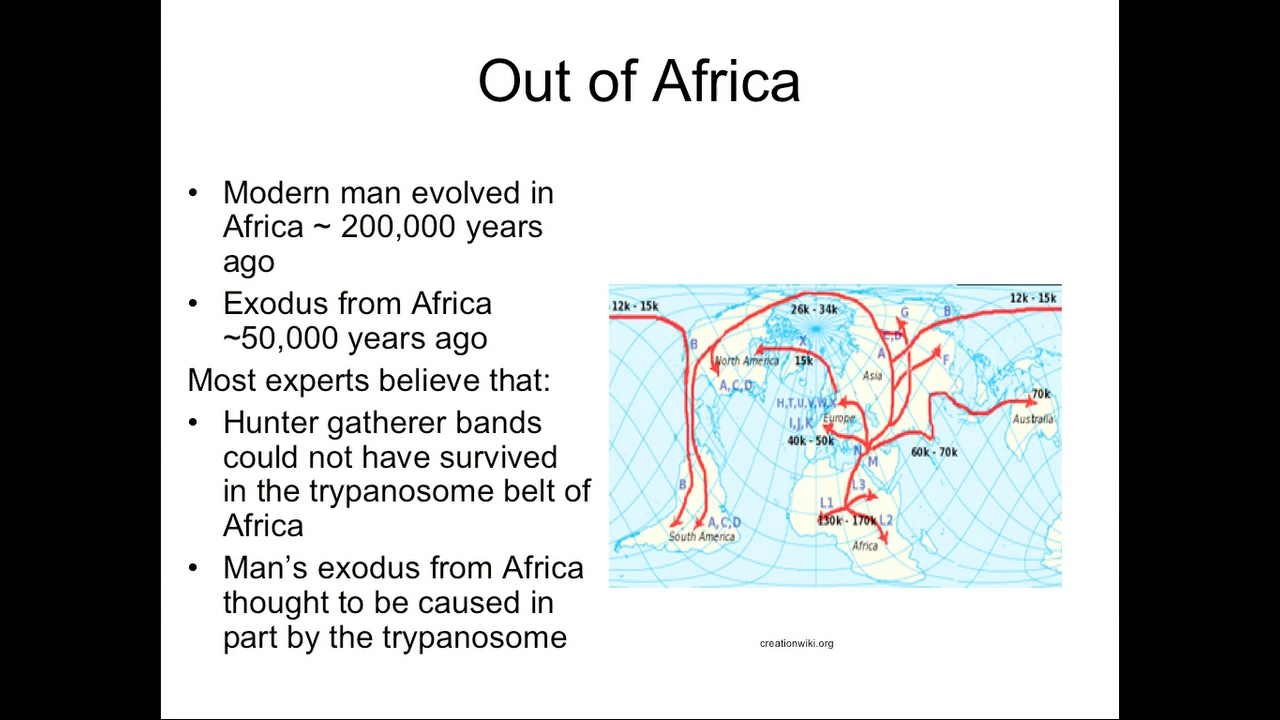 Out of Africa
• Modern man evolved in
Africa ~ 200,000 years
ago
• Exodus from Africa
~50,000 years ago
Most experts believe that:
• Hunter gatherer bands
could not have survived
in the trypanosome belt of
Africa
• Man’s exodus from Africa
thought to be caused in
part by the trypanosome
12k - 15k
26k - 34k
12k - 15k
G
B
C,D
B
X
A
F
North America
15k
Asia
A,C,D
70k
H,T,U,V,W,X
Europe
Australia
I,J,K
40k - 50k
N
60k - 70k
M
B
L3
L1
A,C,D
130k - 170k
L2
South America
Africa
creationwiki.org